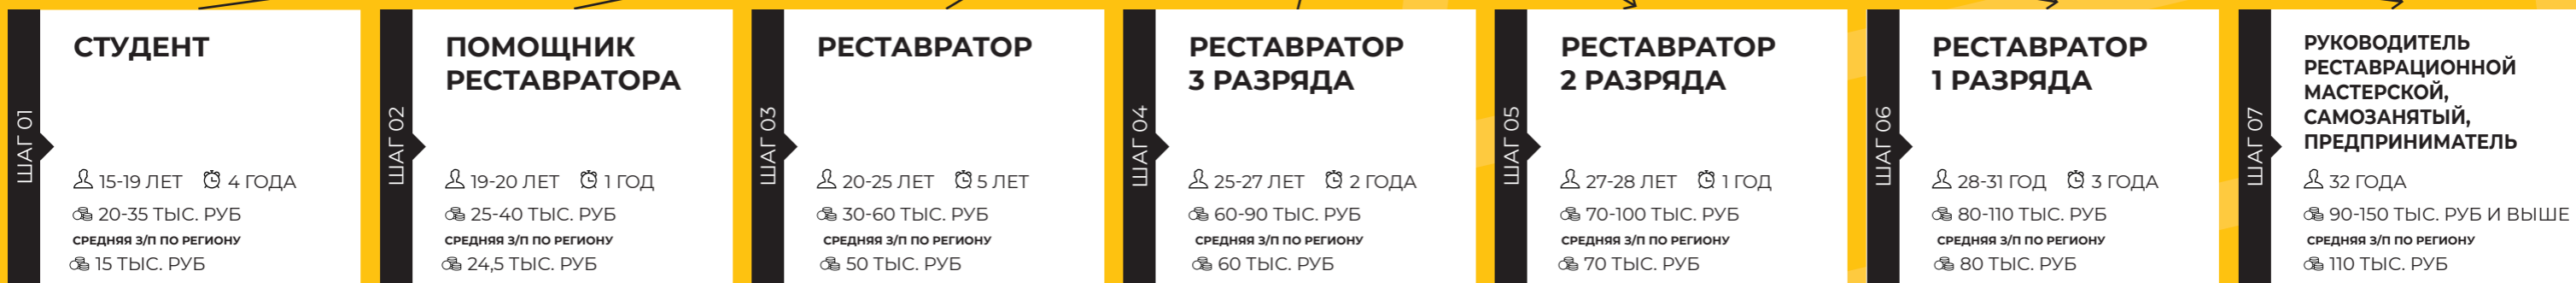 ШАГ 01
СТУДЕНТ
15-19 ЛЕТ 4 ГОДА
20-35 ТЫС. РУБ
СРЕДНЯЯ З/П ПО РЕГИОНУ
15 ТЫС. РУБ
ШАГ 02
ПОМОЩНИК
РЕСТАВРАТОРА
19-20 ЛЕТ 1 ГОД
25-40 ТЫС. РУБ
СРЕДНЯЯ З/П ПО РЕГИОНУ
24,5 ТЫС. РУБ
ШАГ 03
РЕСТАВРАТОР
20-25 ЛЕТ 5 ЛЕТ
30-60 ТЫС. РУБ
СРЕДНЯЯ З/П ПО РЕГИОНУ
50 ТЫС. РУБ
ШАГ 04
РЕСТАВРАТОР
3 РАЗРЯДА
25-27 ЛЕТ 2 ГОДА
60-90 ТЫС. РУБ
СРЕДНЯЯ З/П ПО РЕГИОНУ
60 ТЫС. РУБ
ШАГ 05
РЕСТАВРАТОР
2 РАЗРЯДА
27-28 ЛЕТ 1 ГОД
70-100 ТЫС. РУБ
СРЕДНЯЯ З/П ПО РЕГИОНУ
70 ТЫС. РУБ
ШАГ 06
РЕСТАВРАТОР
1 РАЗРЯДА
28-31 ГОД 3 ГОДА
80-110 ТЫС. РУБ
СРЕДНЯЯ З/П ПО РЕГИОНУ
80 ТЫС. РУБ
ШАГ 07
РУКОВОДИТЕЛЬ
РЕСТАВРАЦИОННОЙ
МАСТЕРСКОЙ,
САМОЗАНЯТЫЙ,
ПРЕДПРИНИМАТЕЛЬ
32 ГОДА
90-150 ТЫС. РУБ И ВЫШЕ
СРЕДНЯЯ З/П ПО РЕГИОНУ
110 ТЫС. РУБ